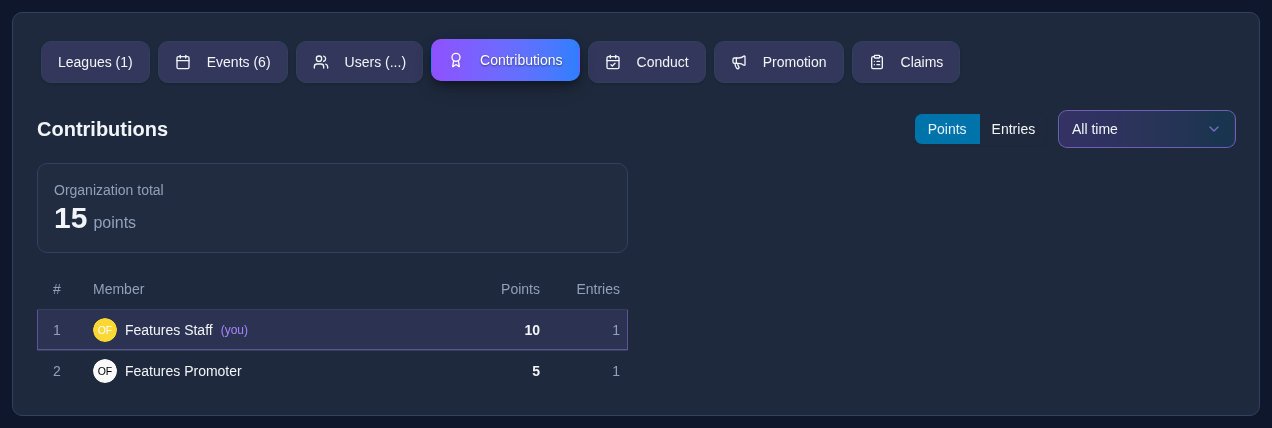 Leagues (1) Events (6) Users (...) Contributions Conduct Promotion Claims
Contributions Points Entries All time
Organization total
15 points
# Member Points Entries
1 OF Features Staff (you) 10 1
2 OF Features Promoter 5 1